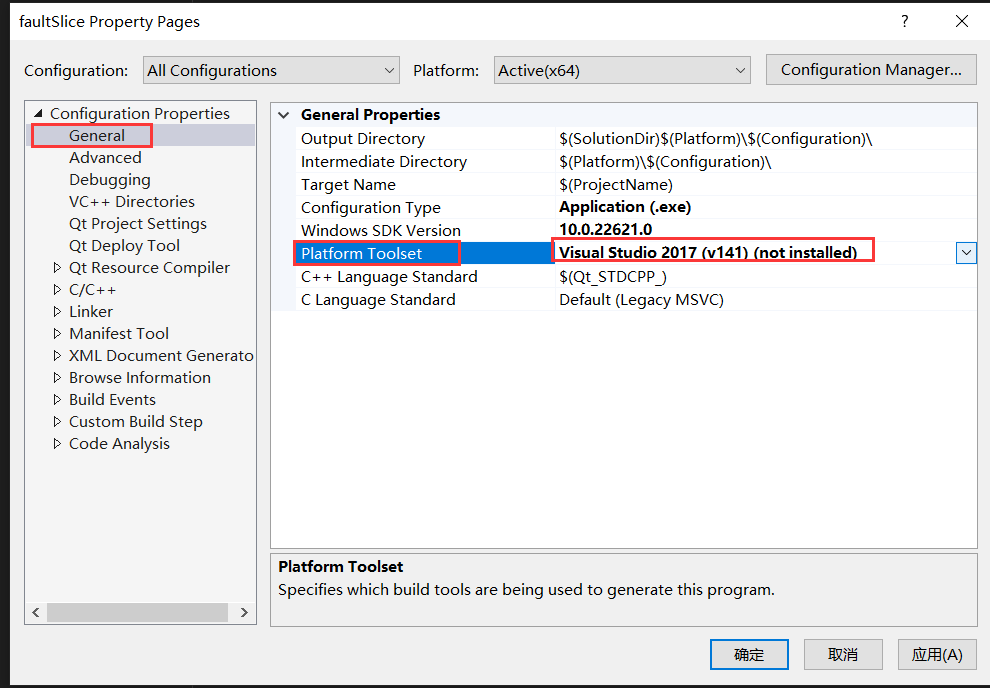 faultSlice Property Pages
?
Configuration: All Configurations Platform: Active(x64) Configuration Manager...
Configuration Properties
General
Advanced
Debugging
VC++ Directories
Qt Project Settings
Qt Deploy Tool
Qt Resource Compiler
C/C++
Linker
Manifest Tool
XML Document Generato
Browse Information
Build Events
Custom Build Step
Code Analysis
General Properties
Output Directory $(SolutionDir)$(Platform)\$(Configuration)\
Intermediate Directory $(Platform)\$(Configuration)\
Target Name $(ProjectName)
Configuration Type Application (.exe)
Windows SDK Version 10.0.22621.0
Platform Toolset Visual Studio 2017 (v141) (not installed)
C++ Language Standard $(Qt_STDCPP_)
C Language Standard Default (Legacy MSVC)
Platform Toolset
Specifies which build tools are being used to generate this program.
确定 取消 应用(A)